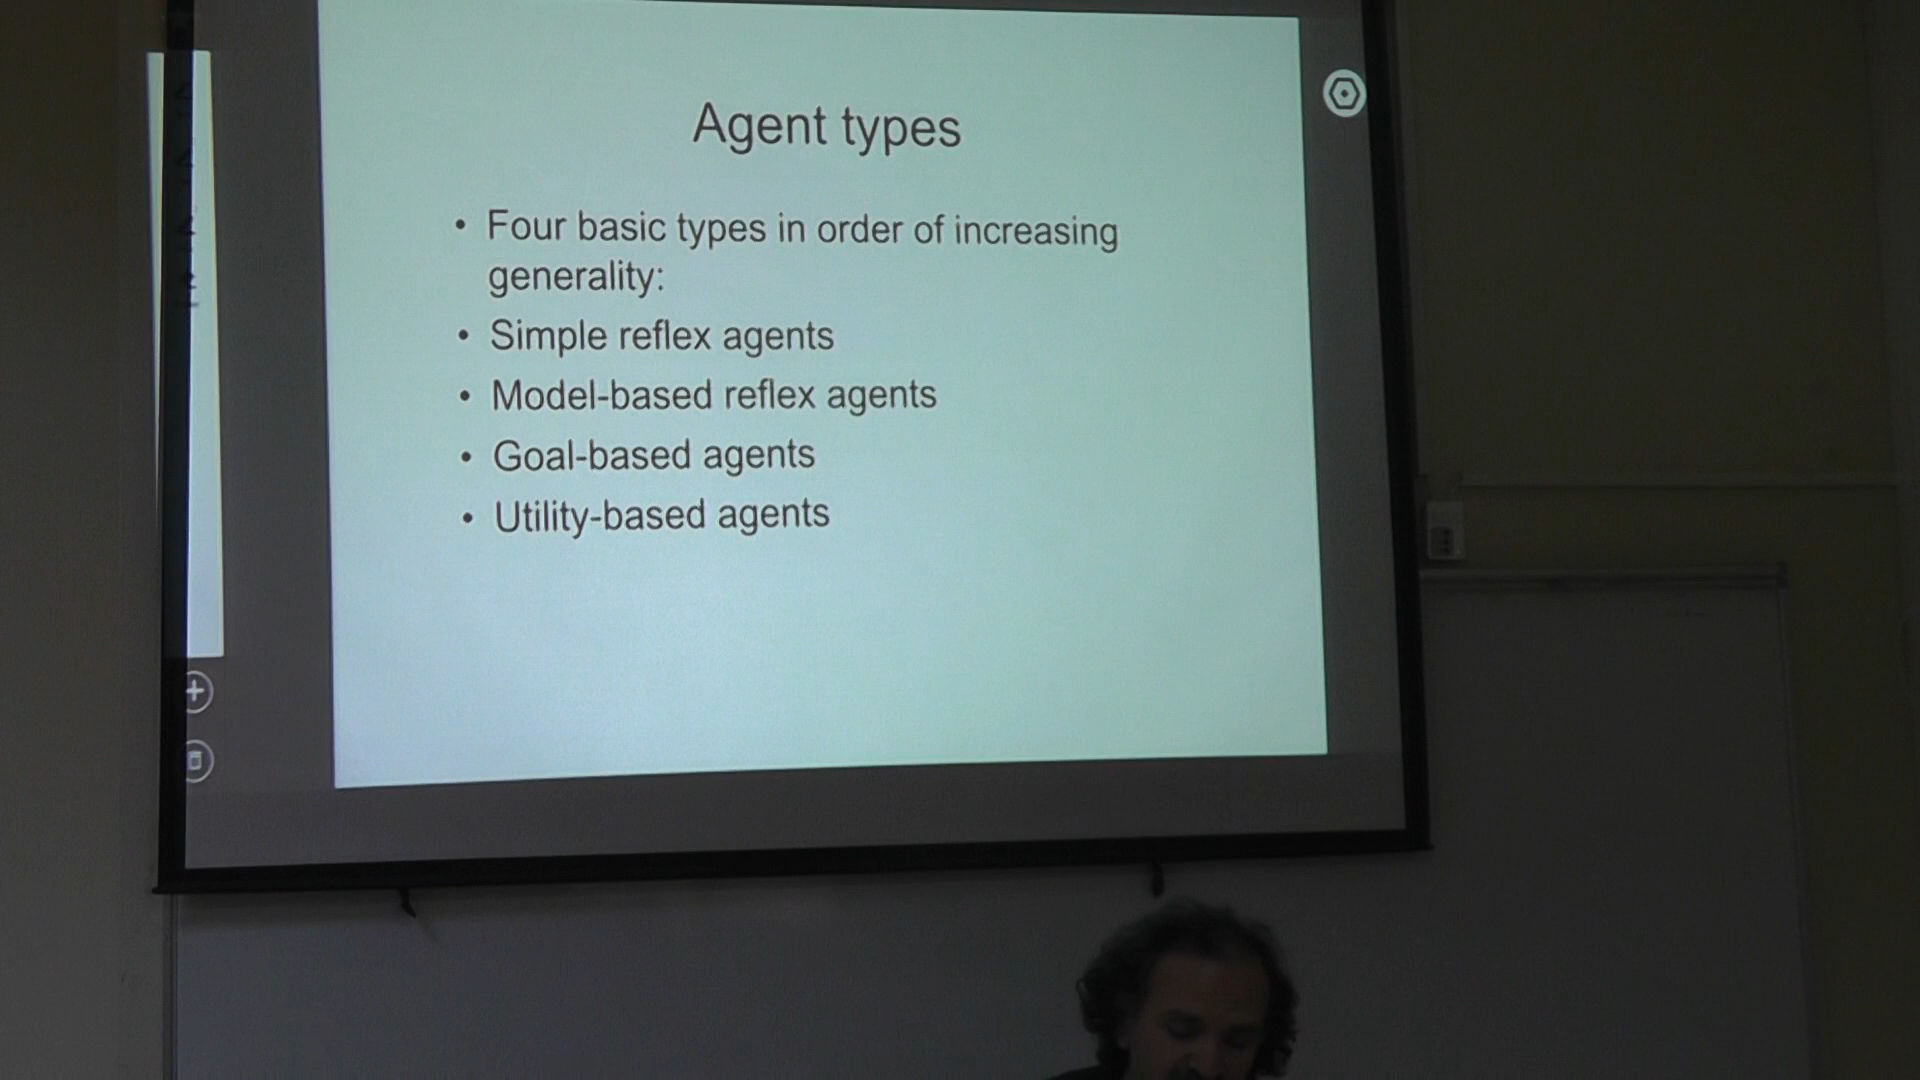 Agent types
• Four basic types in order of increasing
generality:
• Simple reflex agents
• Model-based reflex agents
• Goal-based agents
• Utility-based agents